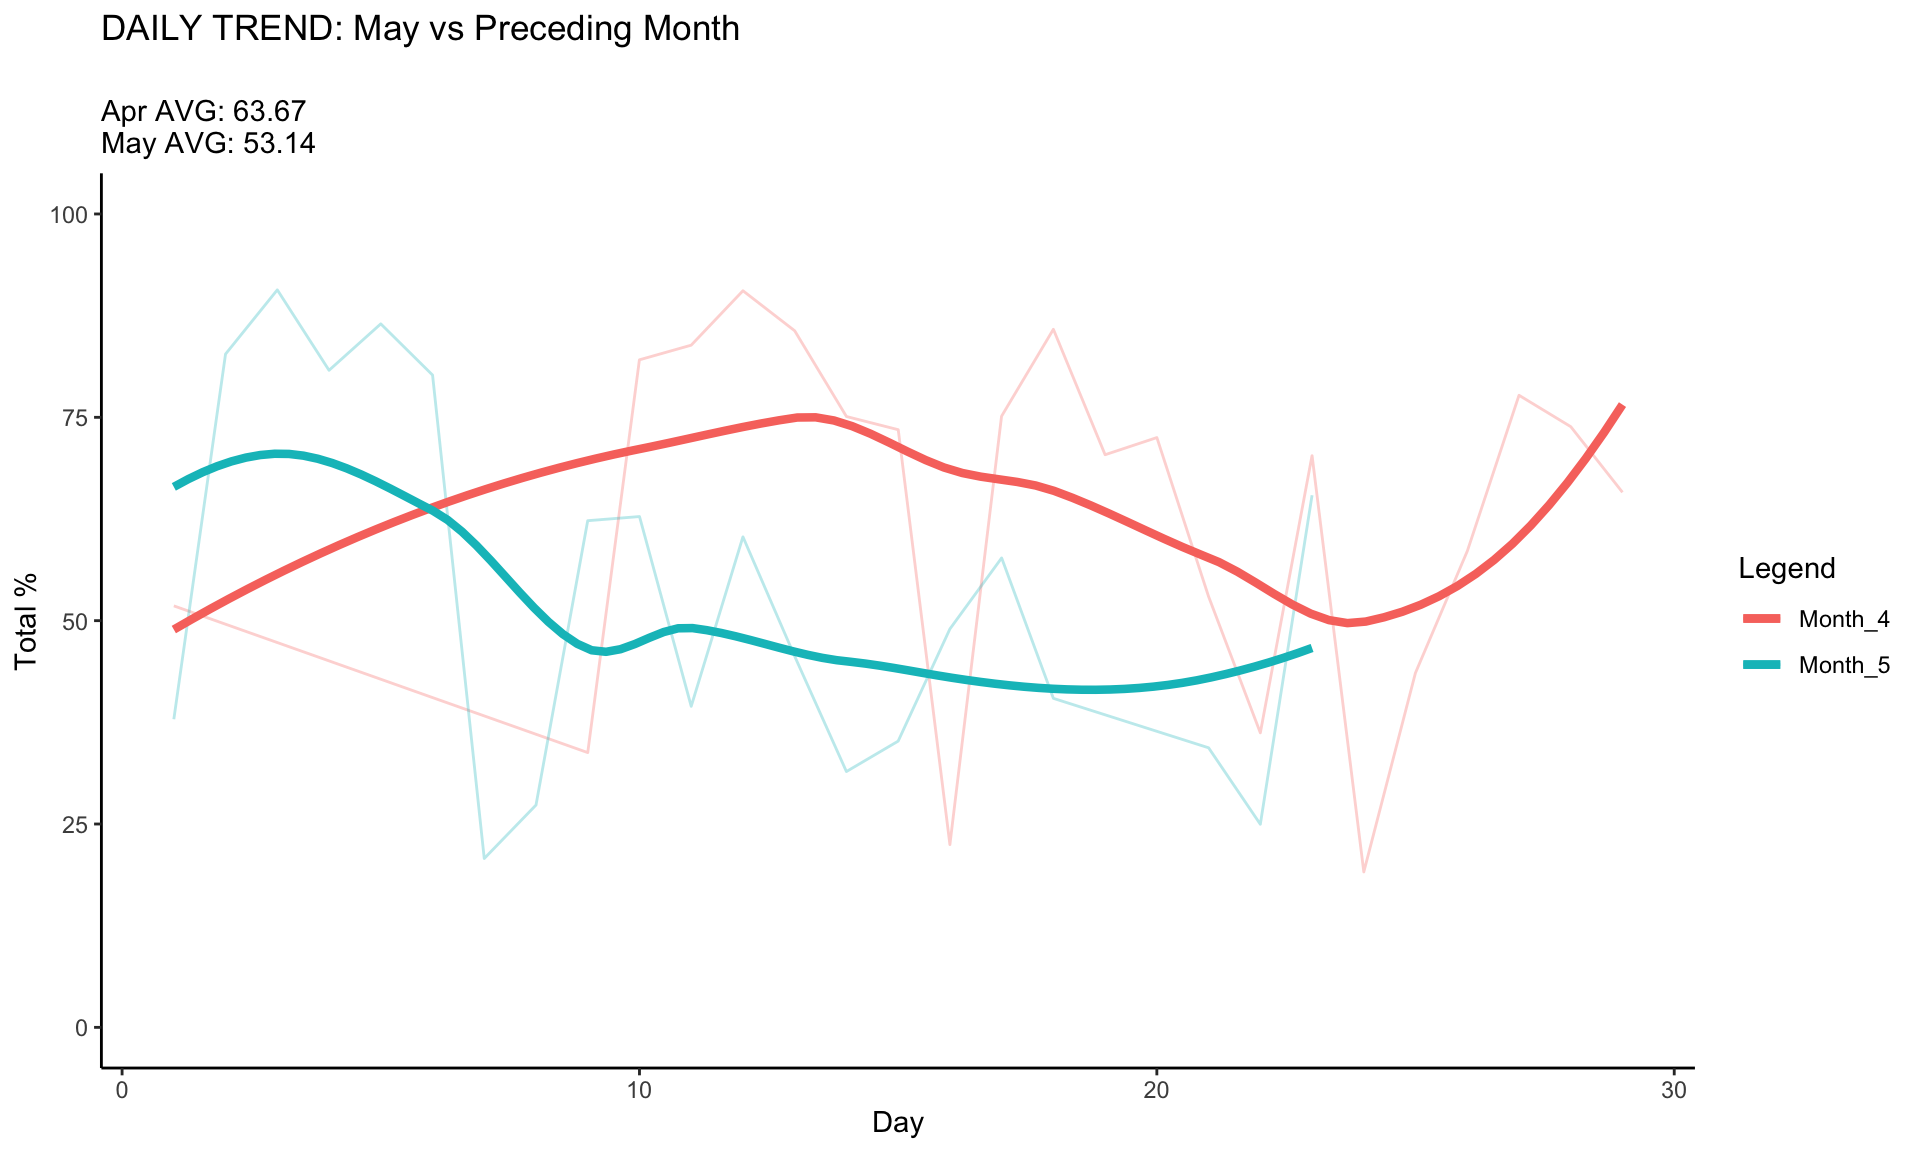 DAILY TREND: May vs Preceding Month
Apr AVG: 63.67
May AVG: 53.14
Total %
100
75
50
25
0
0
10
20
30
Day
Legend
Month_4
Month_5